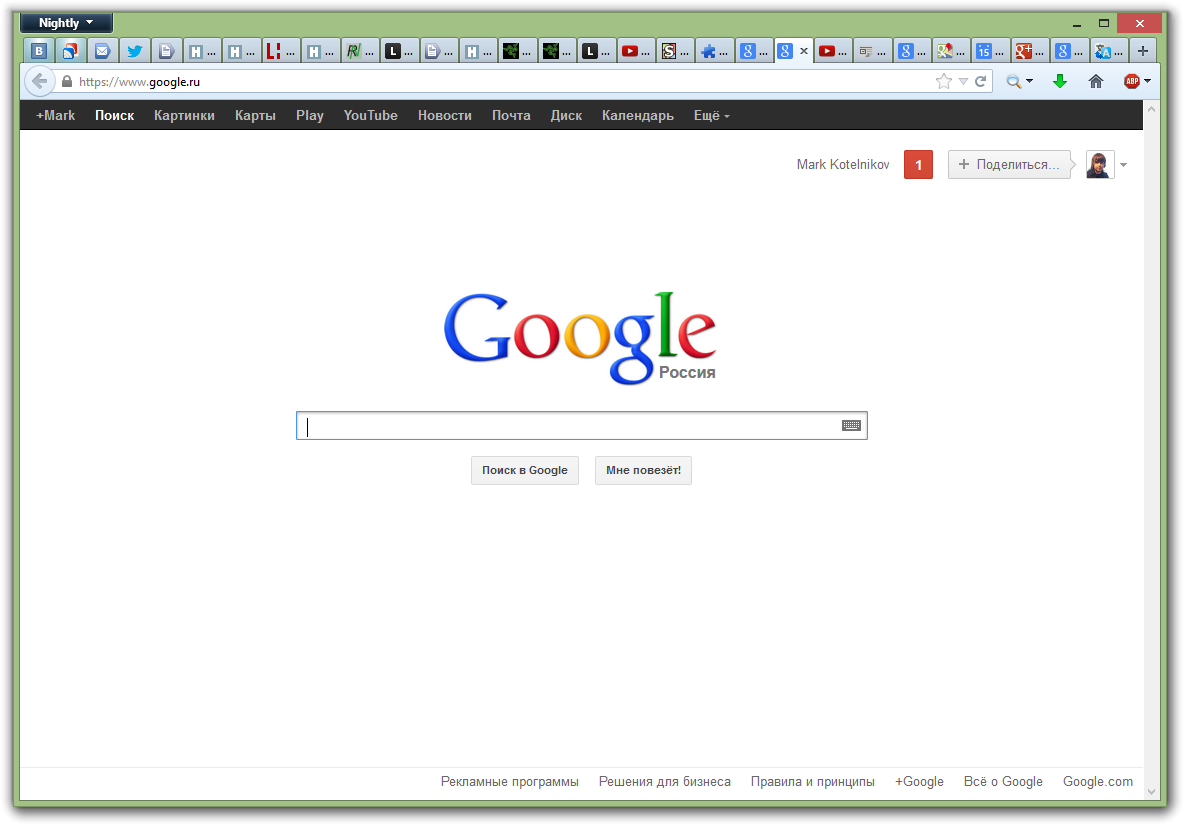 Nightly
https://www.google.ru
ABP
+Mark Поиск Картинки Карты Play YouTube Новости Почта Диск Календарь Ещё
Mark Kotelnikov 1 + Поделиться...
Google
Россия
Поиск в Google Мне повезёт!
Рекламные программы Решения для бизнеса Правила и принципы +Google Всё о Google Google.com